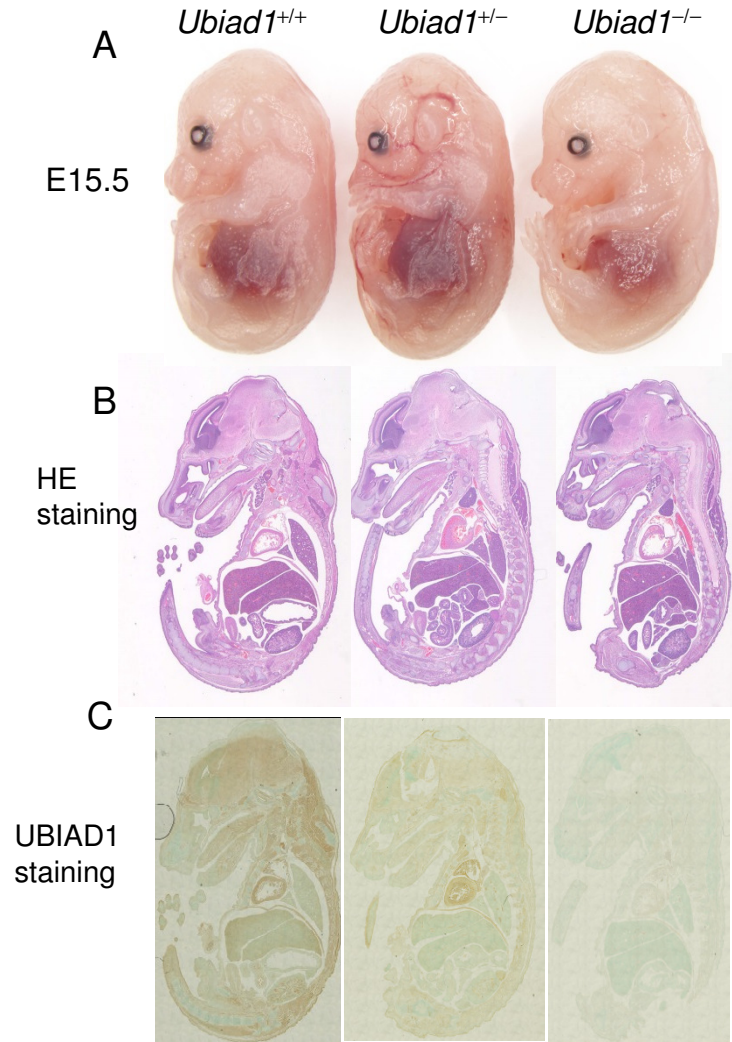 Ubiad1+/+ Ubiad1+/− Ubiad1−/−
A
E15.5
B
HE
staining
C
UBIAD1
staining